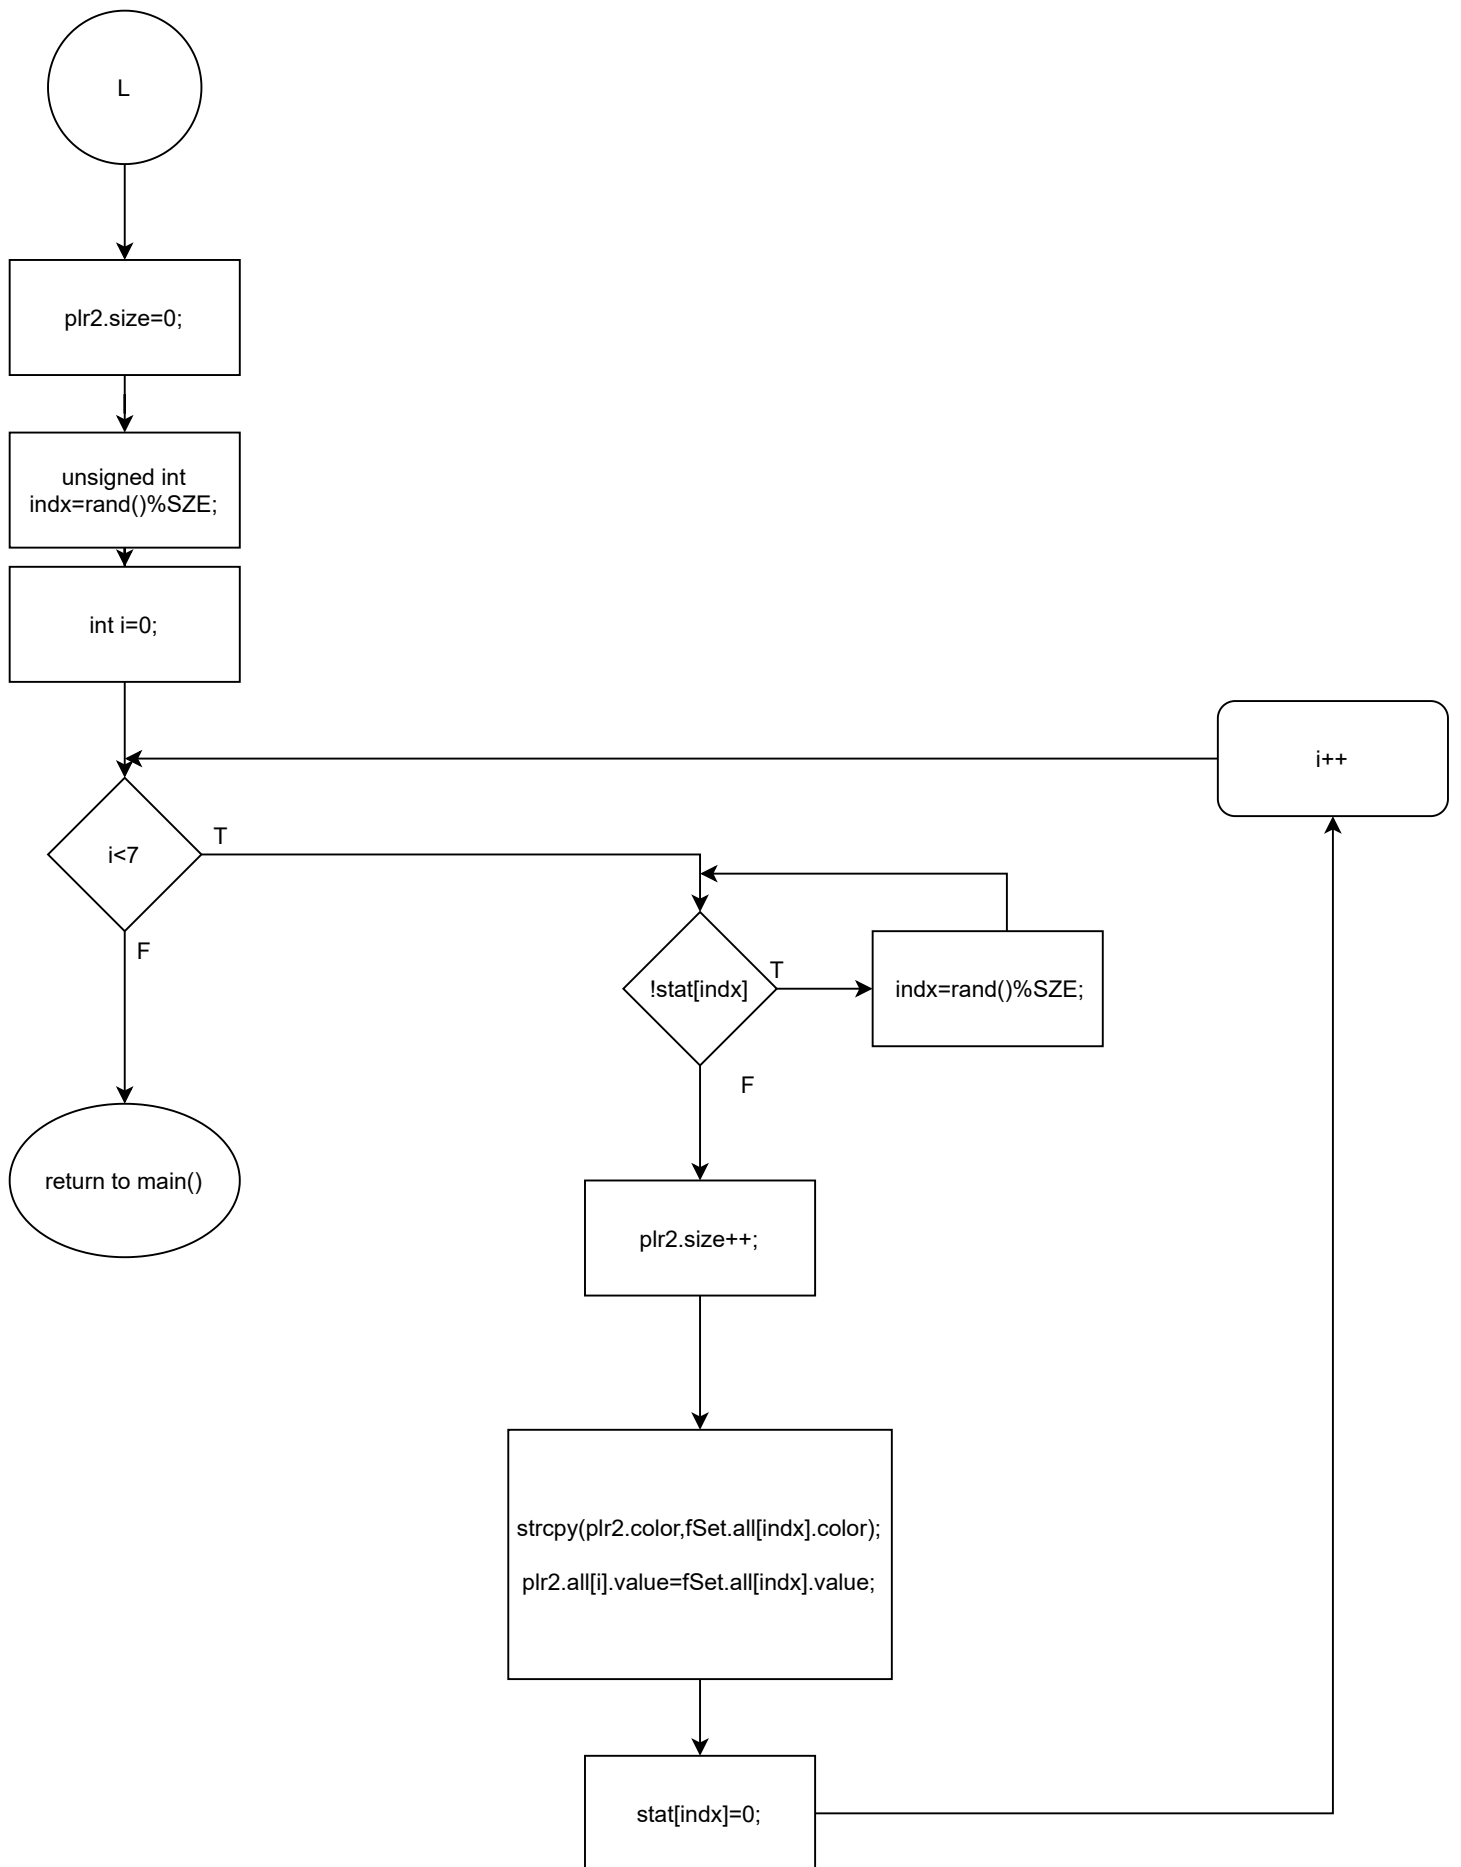 L
plr2.size=0;
unsigned int
indx=rand()%SZE;
int i=0;
i++
T
i<7
F
T
!stat[indx]
indx=rand()%SZE;
F
return to main()
plr2.size++;
strcpy(plr2.color,fSet.all[indx].color);
plr2.all[i].value=fSet.all[indx].value;
stat[indx]=0;